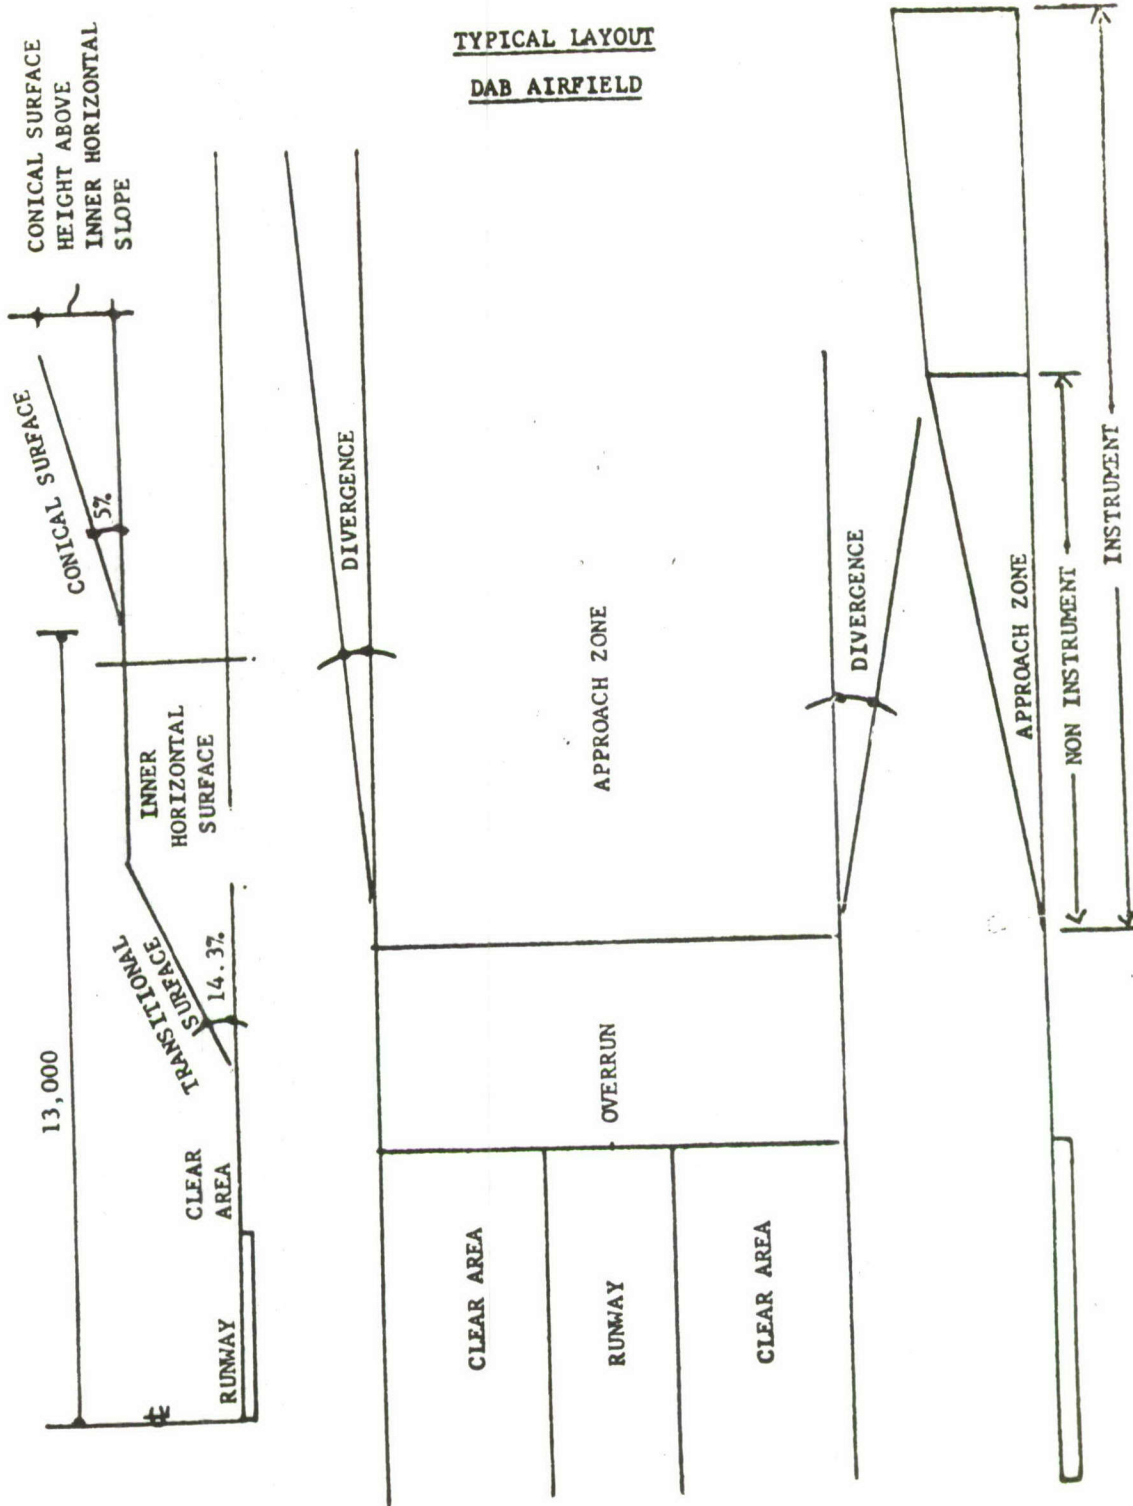 TYPICAL LAYOUT
DAB AIRFIELD
13,000
CONICAL SURFACE
HEIGHT ABOVE
INNER HORIZONTAL
SLOPE
CONICAL SURFACE
5%
INNER
HORIZONTAL
SURFACE
TRANSITIONAL
SURFACE
14.3%
CLEAR
AREA
RUNWAY
DIVERGENCE
APPROACH ZONE
OVERRUN
CLEAR AREA
RUNWAY
CLEAR AREA
DIVERGENCE
APPROACH ZONE
NON INSTRUMENT
INSTRUMENT